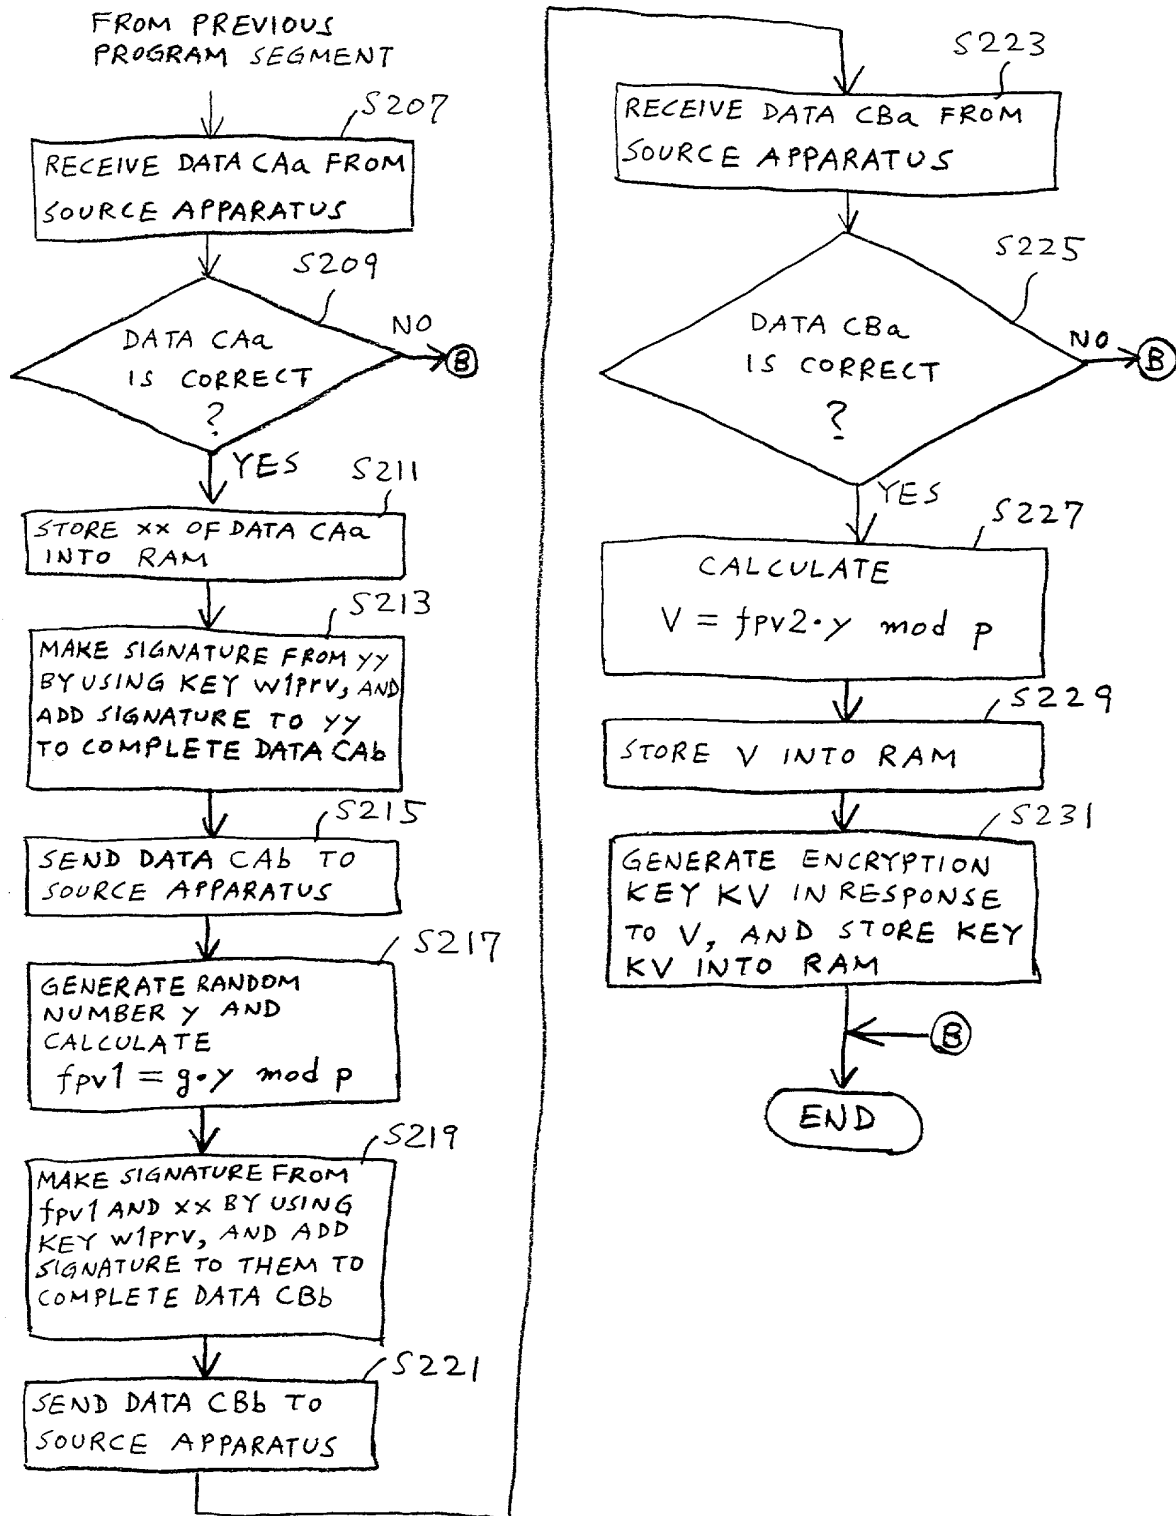 FROM PREVIOUS
PROGRAM SEGMENT
S207
RECEIVE DATA CAa FROM
SOURCE APPARATUS
S209
DATA CAa
IS CORRECT
?
NO
B
YES
S211
STORE xx OF DATA CAa
INTO RAM
S213
MAKE SIGNATURE FROM yy
BY USING KEY w1prv, AND
ADD SIGNATURE TO yy
TO COMPLETE DATA CAb
S215
SEND DATA CAb TO
SOURCE APPARATUS
S217
GENERATE RANDOM
NUMBER y AND
CALCULATE
fpv1 = g·y mod p
S219
MAKE SIGNATURE FROM
fpv1 AND xx BY USING
KEY w1prv, AND ADD
SIGNATURE TO THEM TO
COMPLETE DATA CBb
S221
SEND DATA CBb TO
SOURCE APPARATUS
S223
RECEIVE DATA CBa FROM
SOURCE APPARATUS
S225
DATA CBa
IS CORRECT
?
NO
B
YES
S227
CALCULATE
V = fpv2·y mod p
S229
STORE V INTO RAM
S231
GENERATE ENCRYPTION
KEY KV IN RESPONSE
TO V, AND STORE KEY
KV INTO RAM
B
END